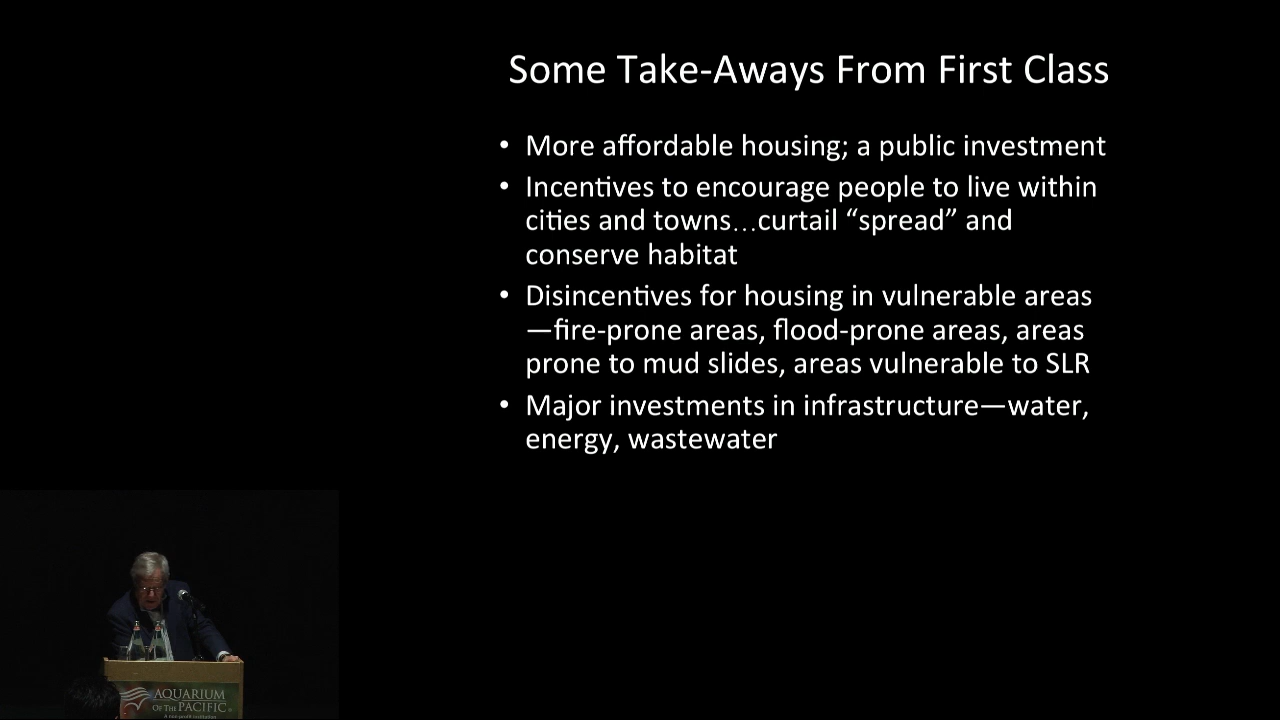 Some Take-Aways From First Class
• More affordable housing; a public investment
• Incentives to encourage people to live within
cities and towns…curtail “spread” and
conserve habitat
• Disincentives for housing in vulnerable areas
—fire-prone areas, flood-prone areas, areas
prone to mud slides, areas vulnerable to SLR
• Major investments in infrastructure—water,
energy, wastewater
AQUARIUM
OF THE PACIFIC
A non-profit institution